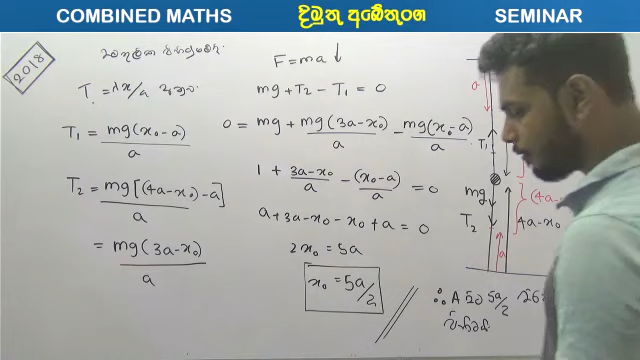 COMBINED MATHS දිමුතු අබේතුංග SEMINAR
2018
T = λx/a
T₁ = mg(x₀-a)/a
T₂ = mg[(4a-x₀)-a]/a
= mg(3a-x₀)/a
F = ma ↓
mg + T₂ - T₁ = 0
0 = mg + mg(3a-x₀)/a - mg(x₀-a)/a
1 + (3a-x₀)/a - (x₀-a)/a = 0
a + 3a - x₀ - x₀ + a = 0
2x₀ = 5a
x₀ = 5a/2
a
T₁
mg
T₂
(4a-
4a-x₀
a
∴ A සිට 5a/2